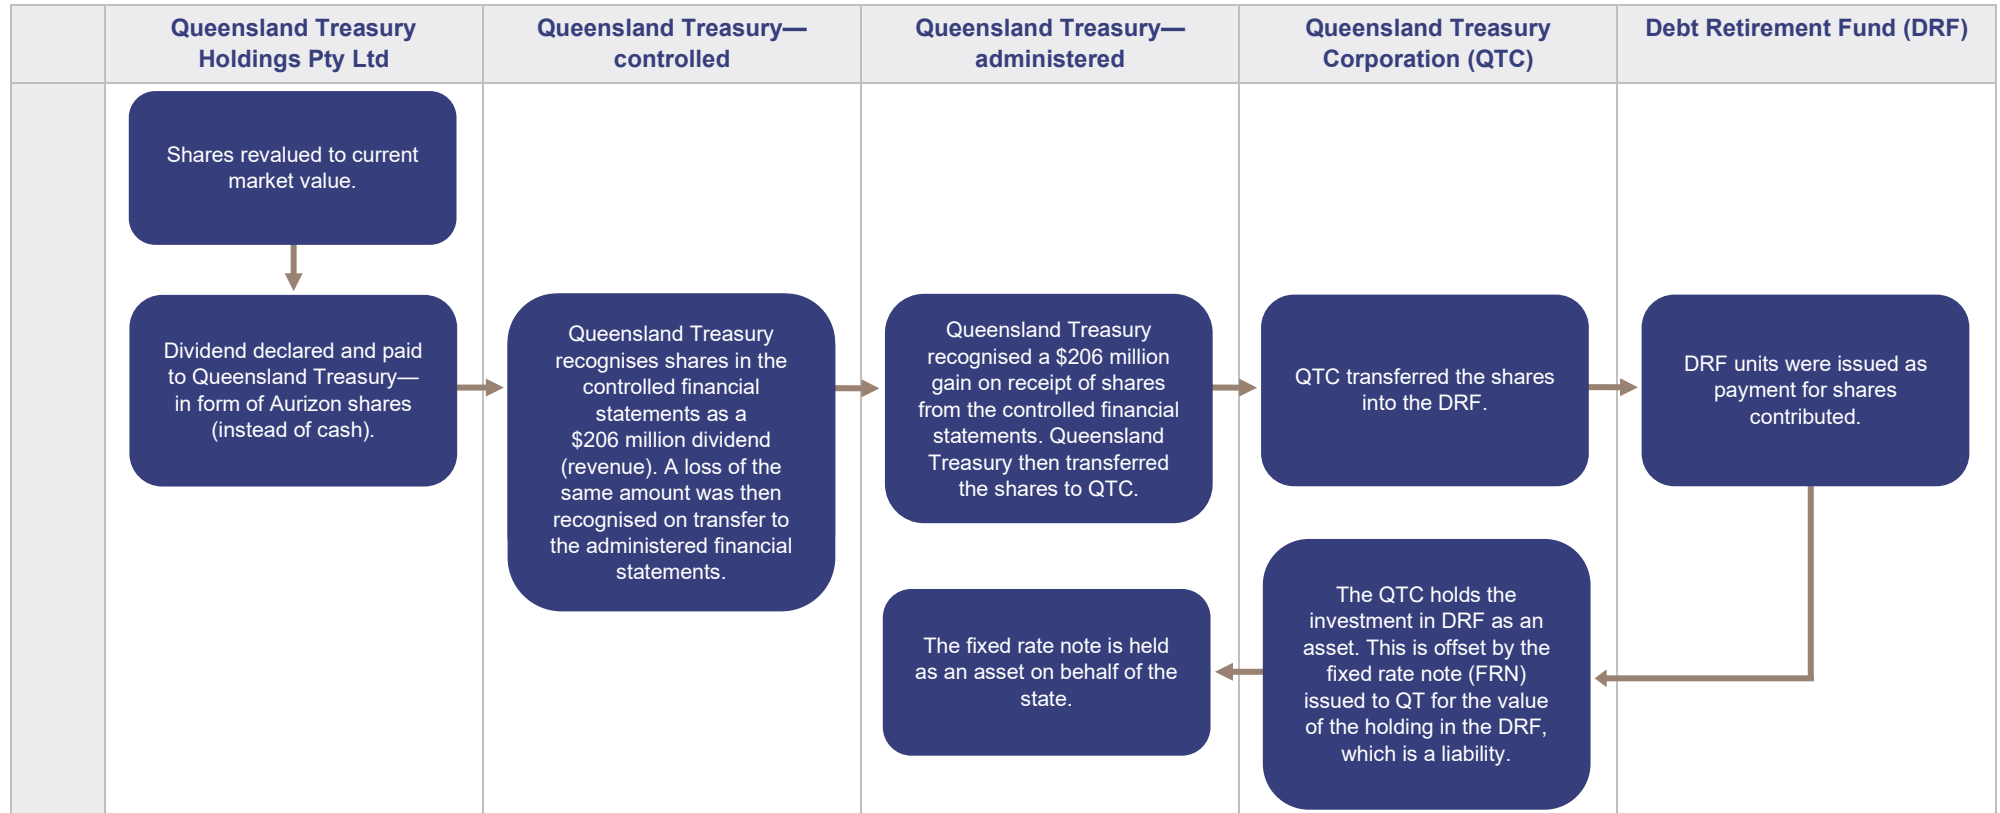 Queensland Treasury
Holdings Pty Ltd
Queensland Treasury—
controlled
Queensland Treasury—
administered
Queensland Treasury
Corporation (QTC)
Debt Retirement Fund (DRF)
Shares revalued to current
market value.
Dividend declared and paid
to Queensland Treasury—
in form of Aurizon shares
(instead of cash).
Queensland Treasury
recognises shares in the
controlled financial
statements as a
$206 million dividend
(revenue). A loss of the
same amount was then
recognised on transfer to
the administered financial
statements.
Queensland Treasury
recognised a $206 million
gain on receipt of shares
from the controlled financial
statements. Queensland
Treasury then transferred
the shares to QTC.
QTC transferred the shares
into the DRF.
DRF units were issued as
payment for shares
contributed.
The QTC holds the
investment in DRF as an
asset. This is offset by the
fixed rate note (FRN)
issued to QT for the value
of the holding in the DRF,
which is a liability.
The fixed rate note is held
as an asset on behalf of the
state.